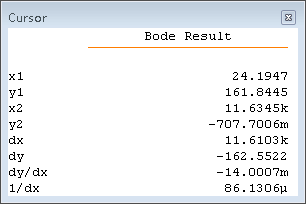 Cursor
Bode Result
x1 24.1947
y1 161.8445
x2 11.6345k
y2 -707.7006m
dx 11.6103k
dy -162.5522
dy/dx -14.0007m
1/dx 86.1306µ